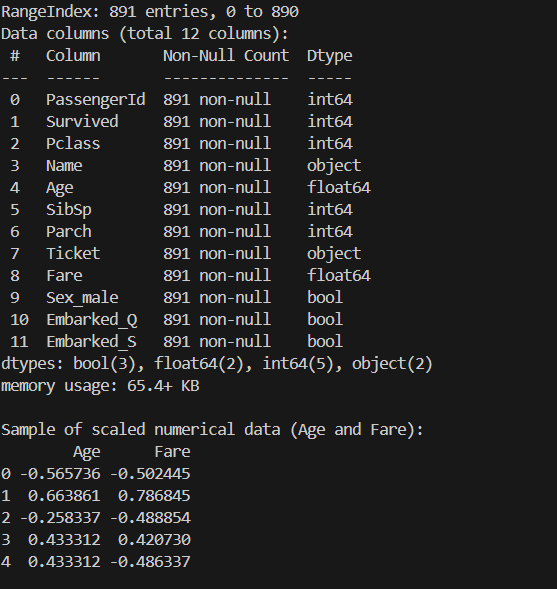 RangeIndex: 891 entries, 0 to 890
Data columns (total 12 columns):
 #   Column       Non-Null Count  Dtype
---  ------       --------------  -----
 0   PassengerId  891 non-null    int64
 1   Survived     891 non-null    int64
 2   Pclass       891 non-null    int64
 3   Name         891 non-null    object
 4   Age          891 non-null    float64
 5   SibSp        891 non-null    int64
 6   Parch        891 non-null    int64
 7   Ticket       891 non-null    object
 8   Fare         891 non-null    float64
 9   Sex_male     891 non-null    bool
 10  Embarked_Q   891 non-null    bool
 11  Embarked_S   891 non-null    bool
dtypes: bool(3), float64(2), int64(5), object(2)
memory usage: 65.4+ KB

Sample of scaled numerical data (Age and Fare):
        Age      Fare
0 -0.565736 -0.502445
1  0.663861  0.786845
2 -0.258337 -0.488854
3  0.433312  0.420730
4  0.433312 -0.486337